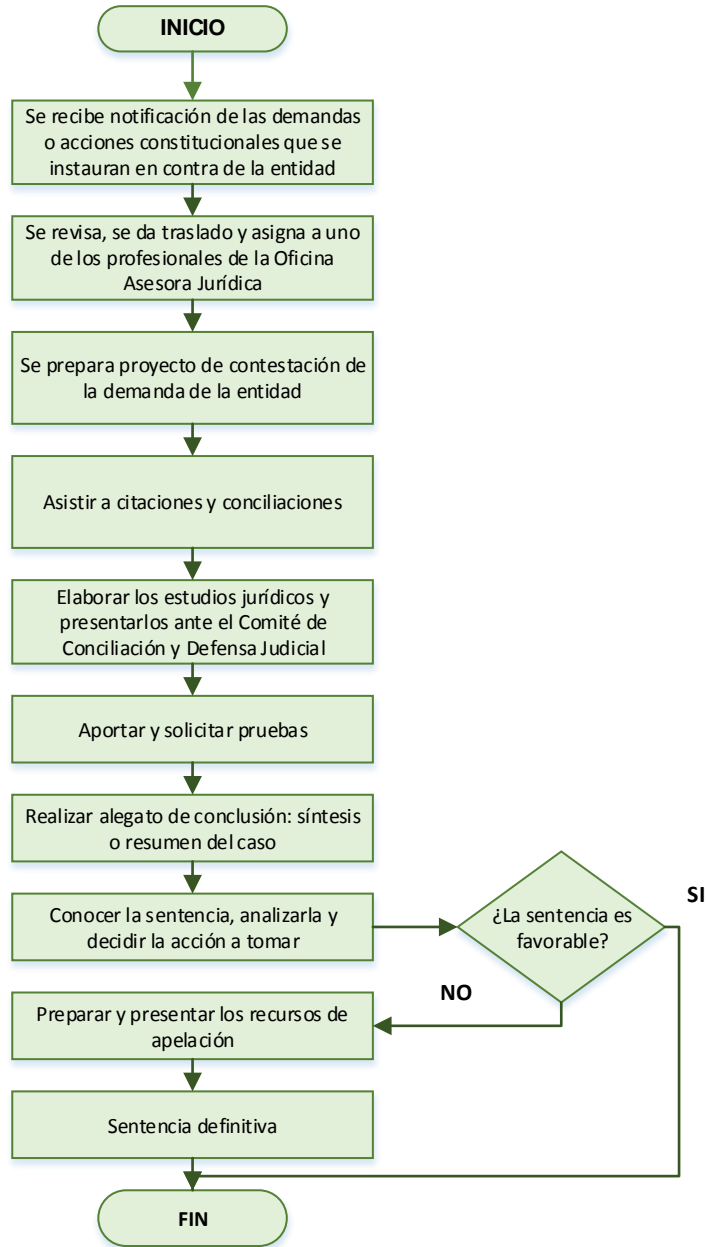 INICIO
Se recibe notificación de las demandas
o acciones constitucionales que se
instauran en contra de la entidad
Se revisa, se da traslado y asigna a uno
de los profesionales de la Oficina
Asesora Jurídica
Se prepara proyecto de contestación de
la demanda de la entidad
Asistir a citaciones y conciliaciones
Elaborar los estudios jurídicos y
presentarlos ante el Comité de
Conciliación y Defensa Judicial
Aportar y solicitar pruebas
Realizar alegato de conclusión: síntesis
o resumen del caso
Conocer la sentencia, analizarla y
decidir la acción a tomar
¿La sentencia es
favorable?
SI
NO
Preparar y presentar los recursos de
apelación
Sentencia definitiva
FIN